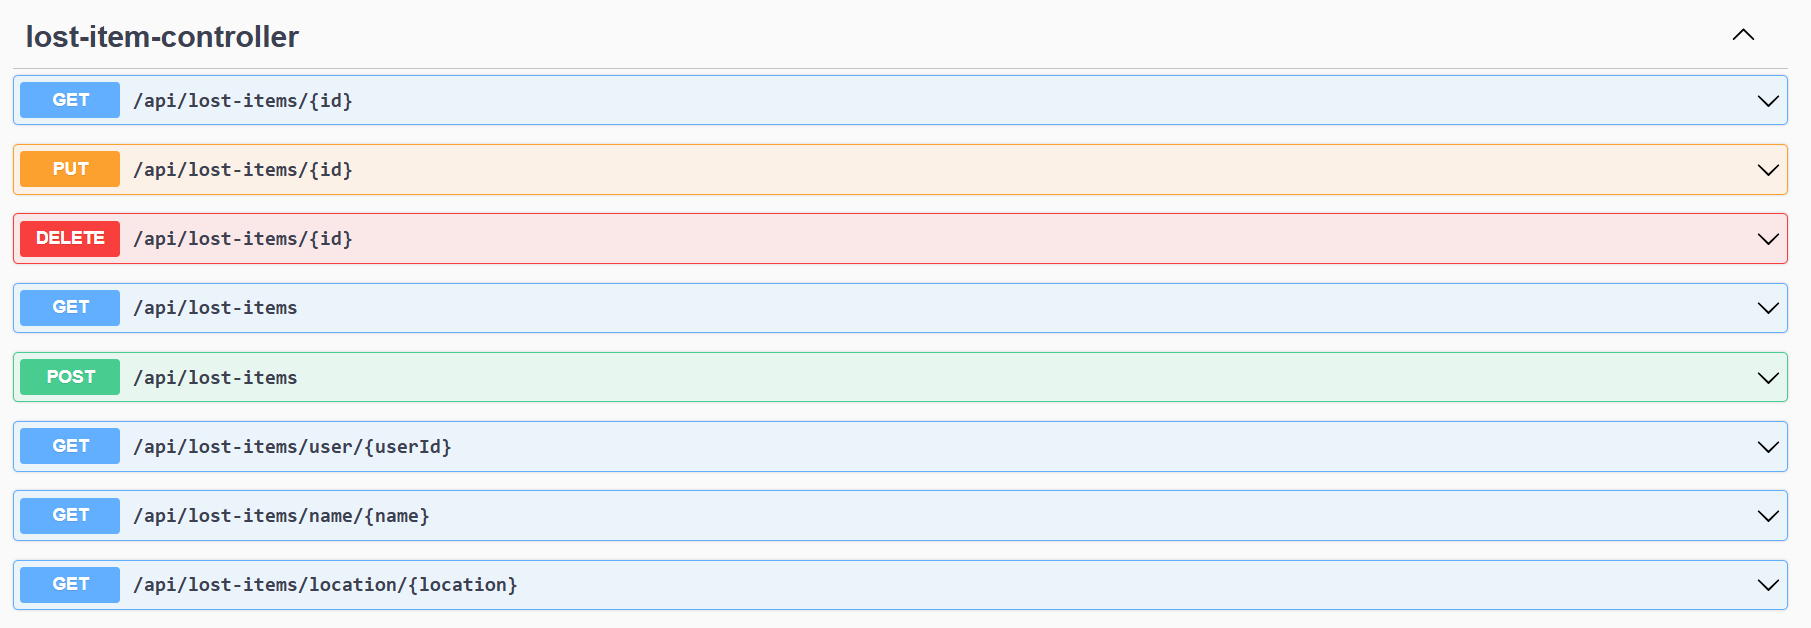 lost-item-controller
GET /api/lost-items/{id}
PUT /api/lost-items/{id}
DELETE /api/lost-items/{id}
GET /api/lost-items
POST /api/lost-items
GET /api/lost-items/user/{userId}
GET /api/lost-items/name/{name}
GET /api/lost-items/location/{location}